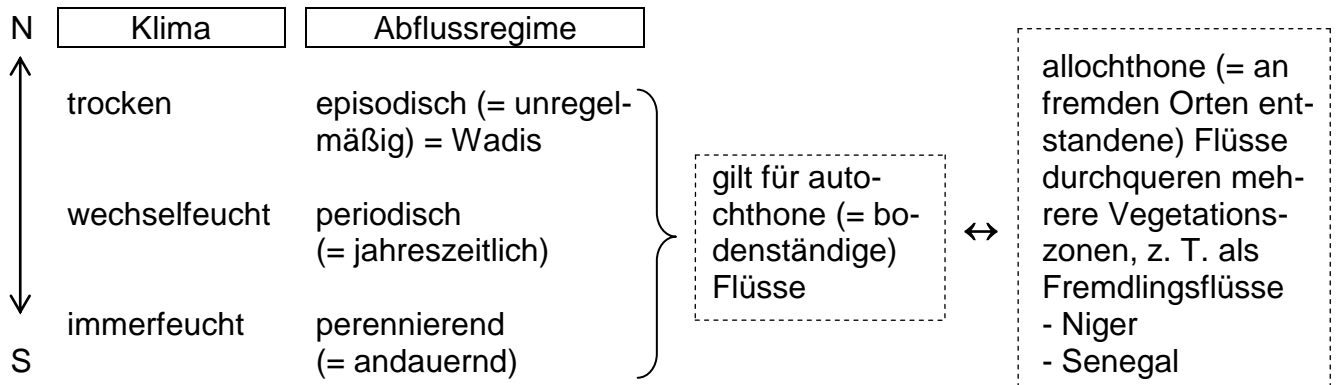 N
Klima
Abflussregime
trocken
episodisch (= unregel-
mäßig) = Wadis
wechselfeucht
periodisch
(= jahreszeitlich)
immerfeucht
perennierend
(= andauernd)
S
gilt für auto-
chthone (= bo-
denständige)
Flüsse
↔
allochthone (= an
fremden Orten ent-
standene) Flüsse
durchqueren meh-
rere Vegetations-
zonen, z. T. als
Fremdlingsflüsse
- Niger
- Senegal